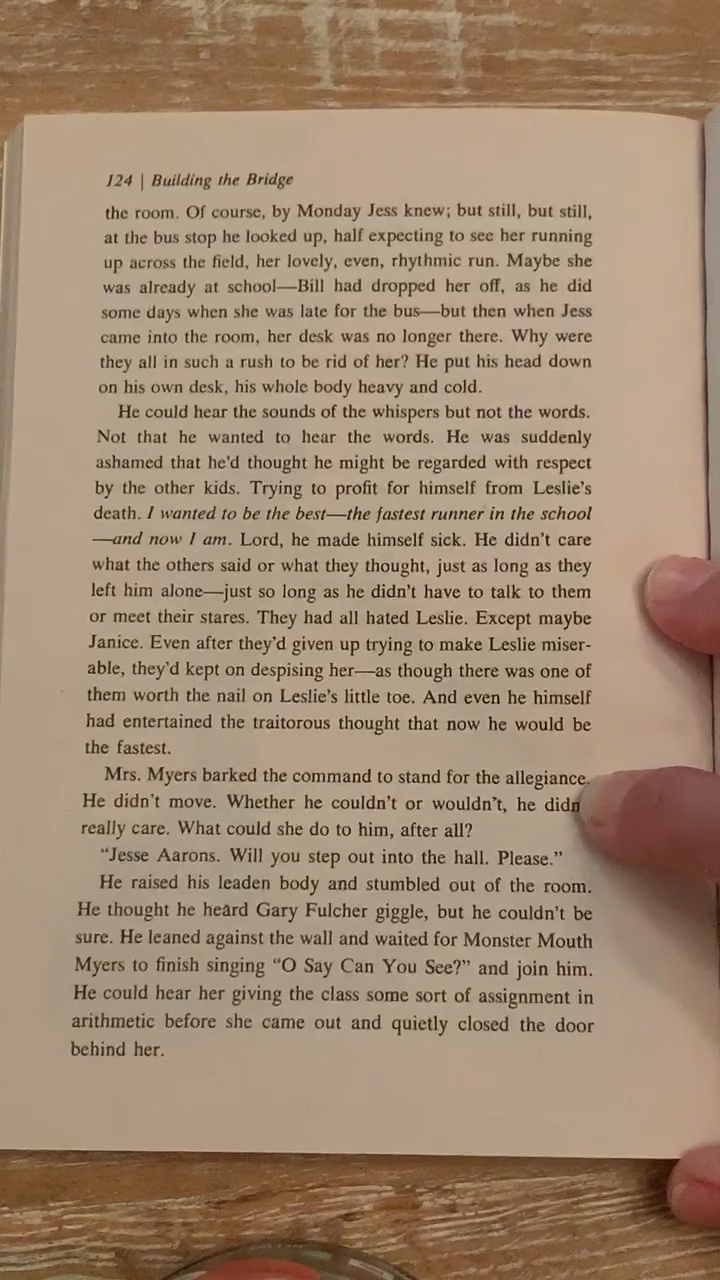 124 | Building the Bridge
the room. Of course, by Monday Jess knew; but still, but still,
at the bus stop he looked up, half expecting to see her running
up across the field, her lovely, even, rhythmic run. Maybe she
was already at school—Bill had dropped her off, as he did
some days when she was late for the bus—but then when Jess
came into the room, her desk was no longer there. Why were
they all in such a rush to be rid of her? He put his head down
on his own desk, his whole body heavy and cold.
He could hear the sounds of the whispers but not the words.
Not that he wanted to hear the words. He was suddenly
ashamed that he'd thought he might be regarded with respect
by the other kids. Trying to profit for himself from Leslie's
death. I wanted to be the best—the fastest runner in the school
—and now I am. Lord, he made himself sick. He didn't care
what the others said or what they thought, just as long as they
left him alone—just so long as he didn't have to talk to them
or meet their stares. They had all hated Leslie. Except maybe
Janice. Even after they'd given up trying to make Leslie miser-
able, they'd kept on despising her—as though there was one of
them worth the nail on Leslie's little toe. And even he himself
had entertained the traitorous thought that now he would be
the fastest.
Mrs. Myers barked the command to stand for the allegiance.
He didn't move. Whether he couldn't or wouldn't, he didn
really care. What could she do to him, after all?
"Jesse Aarons. Will you step out into the hall. Please."
He raised his leaden body and stumbled out of the room.
He thought he heard Gary Fulcher giggle, but he couldn't be
sure. He leaned against the wall and waited for Monster Mouth
Myers to finish singing "O Say Can You See?" and join him.
He could hear her giving the class some sort of assignment in
arithmetic before she came out and quietly closed the door
behind her.